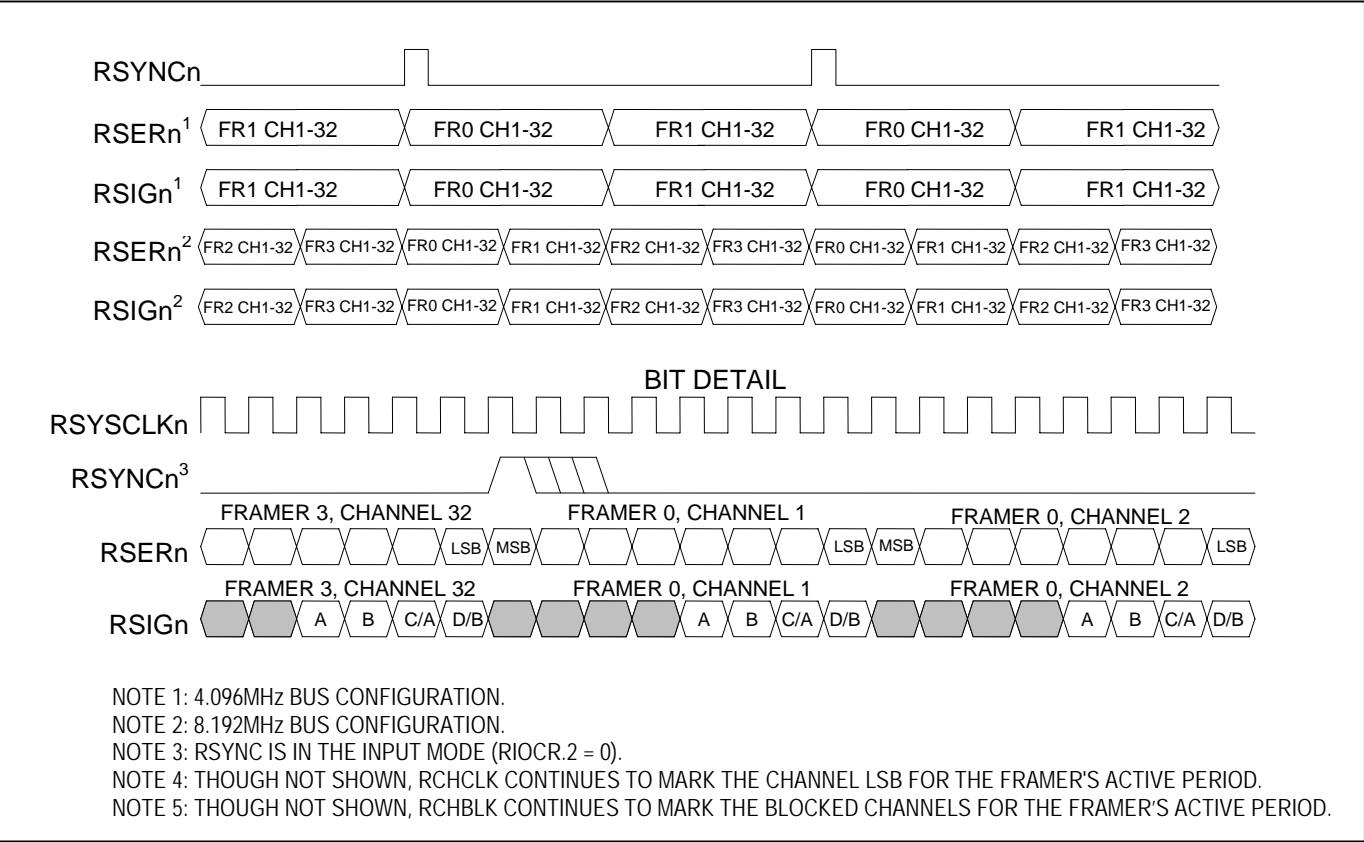 RSYNCn
RSERn1 FR1 CH1-32 FR0 CH1-32 FR1 CH1-32 FR0 CH1-32 FR1 CH1-32
RSIGn1 FR1 CH1-32 FR0 CH1-32 FR1 CH1-32 FR0 CH1-32 FR1 CH1-32
RSERn2 FR2 CH1-32 FR3 CH1-32 FR0 CH1-32 FR1 CH1-32 FR2 CH1-32 FR3 CH1-32 FR0 CH1-32 FR1 CH1-32 FR2 CH1-32 FR3 CH1-32
RSIGn2 FR2 CH1-32 FR3 CH1-32 FR0 CH1-32 FR1 CH1-32 FR2 CH1-32 FR3 CH1-32 FR0 CH1-32 FR1 CH1-32 FR2 CH1-32 FR3 CH1-32
BIT DETAIL
RSYSCLKn
RSYNCn3
FRAMER 3, CHANNEL 32 FRAMER 0, CHANNEL 1 FRAMER 0, CHANNEL 2
RSERn LSB MSB LSB MSB LSB
FRAMER 3, CHANNEL 32 FRAMER 0, CHANNEL 1 FRAMER 0, CHANNEL 2
RSIGn A B C/A D/B A B C/A D/B A B C/A D/B
NOTE 1: 4.096MHz BUS CONFIGURATION.
NOTE 2: 8.192MHz BUS CONFIGURATION.
NOTE 3: RSYNC IS IN THE INPUT MODE (RIOCR.2 = 0).
NOTE 4: THOUGH NOT SHOWN, RCHCLK CONTINUES TO MARK THE CHANNEL LSB FOR THE FRAMER'S ACTIVE PERIOD.
NOTE 5: THOUGH NOT SHOWN, RCHBLK CONTINUES TO MARK THE BLOCKED CHANNELS FOR THE FRAMER’S ACTIVE PERIOD.